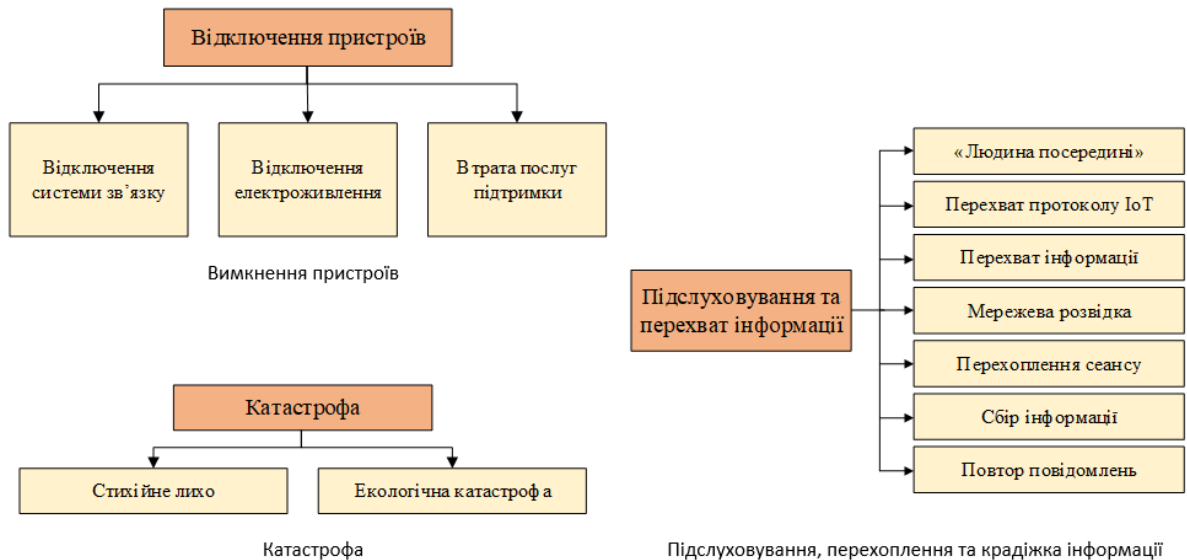 Відключення пристроїв
Відключення
системи зв’язку
Відключення
електроживлення
Втрата послуг
підтримки
Вимкнення пристроїв
Катастрофа
Стихійне лихо
Екологічна катастрофа
Катастрофа
Підслуховування та
перехват інформації
«Людина посередині»
Перехват протоколу IoT
Перехват інформації
Мережева розвідка
Перехоплення сеансу
Сбір інформації
Повтор повідомлень
Підслуховування, перехоплення та крадіжка інформації